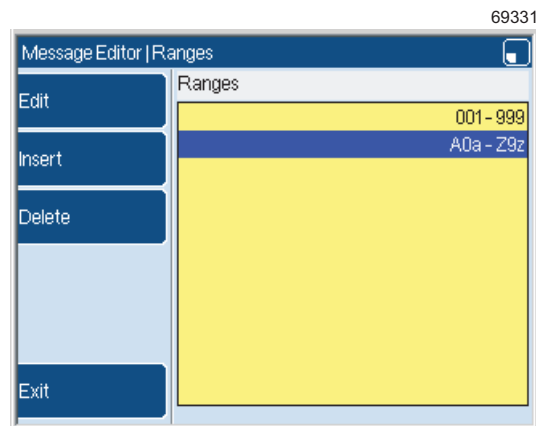 69331
Message Editor | Ranges
Edit
Insert
Delete
Exit
Ranges
001-999
A0a-Z9z